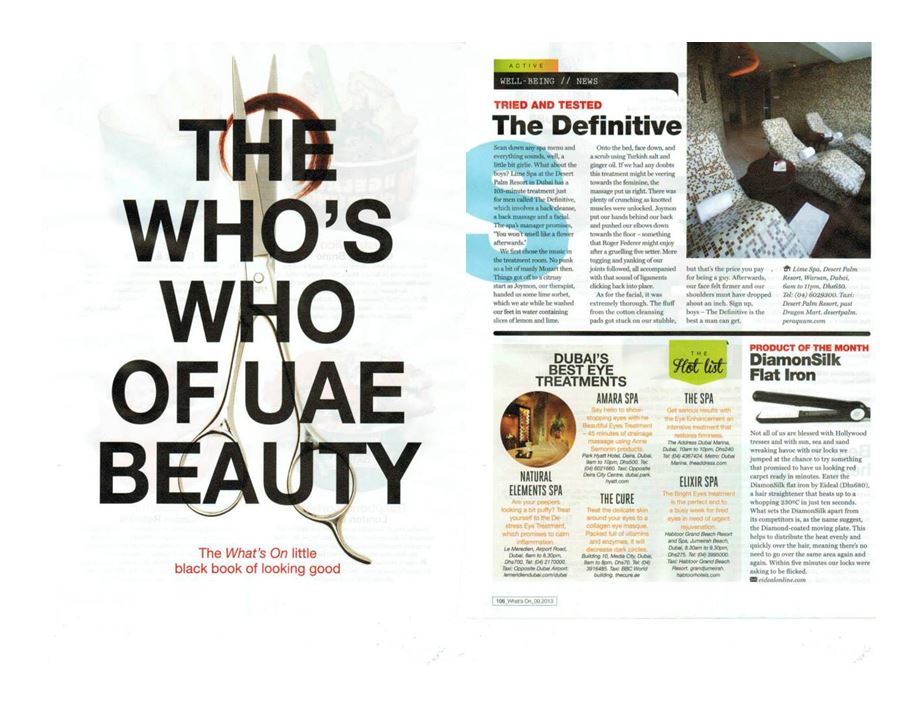 THE
WHO'S
WHO
OF UAE
BEAUTY
The What's On little
black book of looking good
ACTIVE
WELL-BEING // NEWS
TRIED AND TESTED
The Definitive
Scan down any spa menu and
everything sounds, well, a
little bit girlie. What about the
boys? Lime Spa at the Desert
Palm Resort in Dubai has a
105-minute treatment just
for men called The Definitive,
which involves a back cleanse,
a back massage and a facial.
The spa's manager promises,
"You won't smell like a flower
afterwards."
We first chose the music in
the treatment room. No punk
so a bit of manly Mozart then.
Things got off to a citrusy
start as Joymon, our therapist,
handed us some lime sorbet,
which we ate while he washed
our feet in water containing
slices of lemon and lime.
Onto the bed, face down, and
a scrub using Turkish salt and
ginger oil. If we had any doubts
this treatment might be veering
towards the feminine, the
massage put us right. There was
plenty of crunching as knotted
muscles were unlocked. Joymon
put our hands behind our back
and pushed our elbows down
towards the floor – something
that Roger Federer might enjoy
after a gruelling five setter. More
tugging and yanking of our
joints followed, all accompanied
with that sound of ligaments
clicking back into place.
As for the facial, it was
extremely thorough. The fluff
from the cotton cleansing
pads got stuck on our stubble,
but that's the price you pay
for being a guy. Afterwards,
our face felt firmer and our
shoulders must have dropped
about an inch. Sign up,
boys – The Definitive is the
best a man can get.
Lime Spa, Desert Palm
Resort, Warsan, Dubai,
6am to 11pm, Dhs630.
Tel: (04) 6029300. Taxi:
Desert Palm Resort, past
Dragon Mart. desertpalm.
peraquum.com
DUBAI'S
BEST EYE
TREATMENTS
THE
Hot list
NATURAL
ELEMENTS SPA
Are your peepers
looking a bit puffy? Treat
yourself to the De-
stress Eye Treatment,
which promises to calm
inflammation.
Le Meredien, Airport Road,
Dubai, 8am to 8.30pm,
Dhs700. Tel: (04) 2170000.
Taxi: Opposite Dubai Airport
lemeridiendubai.com/dubai
AMARA SPA
Say hello to show-
stopping eyes with he
Beautiful Eyes Treatment
– 45 minutes of drainage
massage using Anne
Semonin products.
Park Hyatt Hotel, Deira, Dubai,
9am to 10pm, Dhs500. Tel:
(04) 6021660. Taxi: Opposite
Deira City Centre. dubai.park.
hyatt.com
THE CURE
Treat the delicate skin
around your eyes to a
collagen eye masque.
Packed full of vitamins
and enzymes, it will
decrease dark circles.
Building 10, Media City, Dubai,
9am to 8pm, Dhs70. Tel: (04)
3916485. Taxi: BBC World
building. thecure.ae
THE SPA
Get serious results with
the Eye Enhancement an
intensive treatment that
restores firmness.
The Address Dubai Marina,
Dubai, 10am to 10pm, Dhs240.
Tel: (04) 4367424. Metro: Dubai
Marina. theaddress.com
ELIXIR SPA
The Bright Eyes treatment
is the perfect end to
a busy week for tired
eyes in need of urgent
rejuvenation.
Habtoor Grand Beach Resort
and Spa, Jumeirah Beach,
Dubai, 8.30am to 8.30pm,
Dhs275. Tel: (04) 3995000.
Taxi: Habtoor Grand Beach
Resort. grandjumeirah.
habtoorhotels.com
PRODUCT OF THE MONTH
DiamonSilk
Flat Iron
Not all of us are blessed with Hollywood
tresses and with sun, sea and sand
wreaking havoc with our locks we
jumped at the chance to try something
that promised to have us looking red
carpet ready in minutes. Enter the
DiamonSilk flat iron by Eideal (Dhs680),
a hair straightener that heats up to a
whopping 230ºC in just ten seconds.
What sets the DiamonSilk apart from
its competitors is, as the name suggest,
the Diamond-coated moving plate. This
helps to distribute the heat evenly and
quickly over the hair, meaning there's no
need to go over the same area again and
again. Within five minutes our locks were
asking to be flicked.
eidealonline.com
106_What's On_09.2013